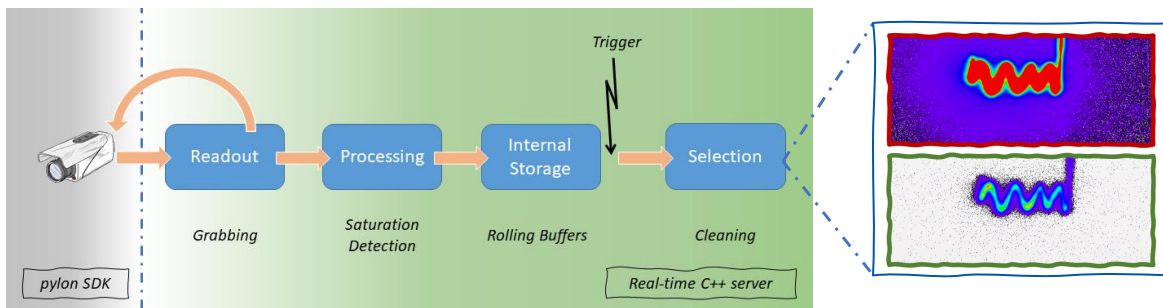 Trigger
Readout
Processing
Internal
Storage
Selection
Grabbing
Saturation
Detection
Rolling Buffers
Cleaning
pylon SDK
Real-time C++ server